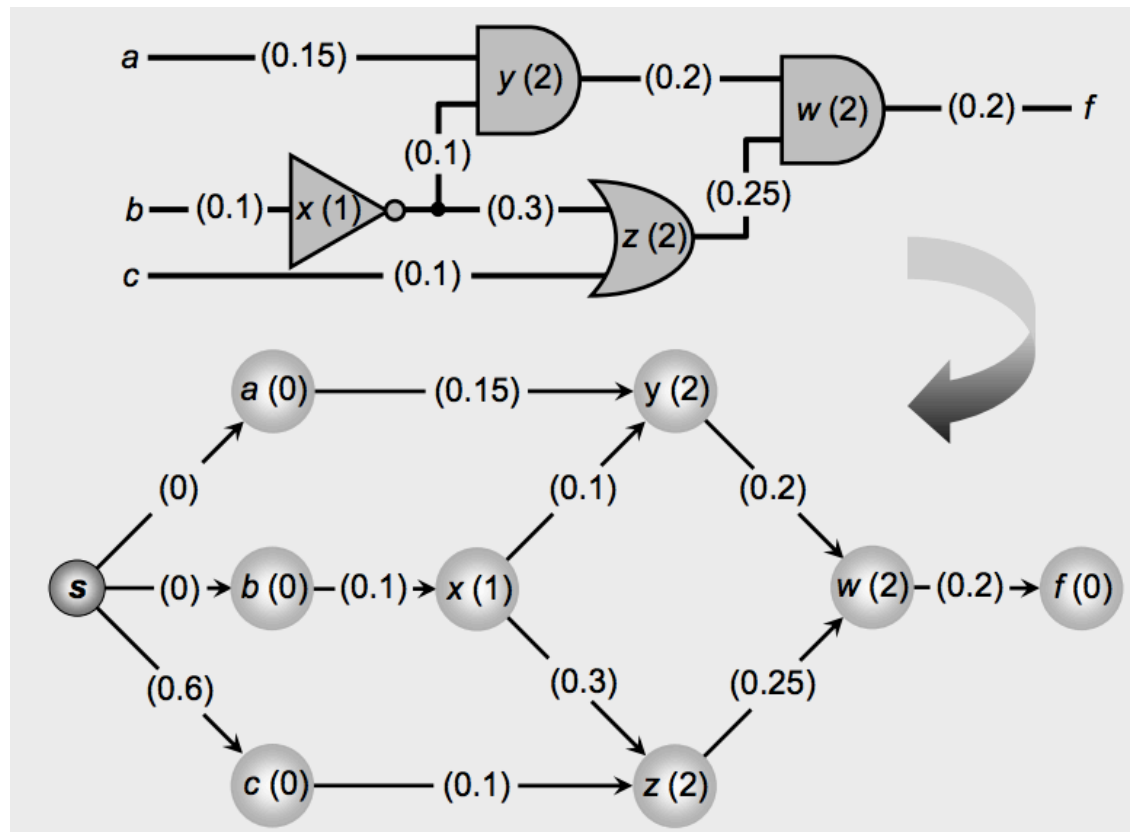 a (0.15) y (2) (0.2) w (2) (0.2) f
(0.1) (0.25)
b (0.1) x (1) (0.3) z (2)
c (0.1)
a (0) (0.15) y (2)
(0) (0.1) (0.2)
s (0) b (0) (0.1) x (1) w (2) (0.2) f (0)
(0.6) (0.3) (0.25)
c (0) (0.1) z (2)